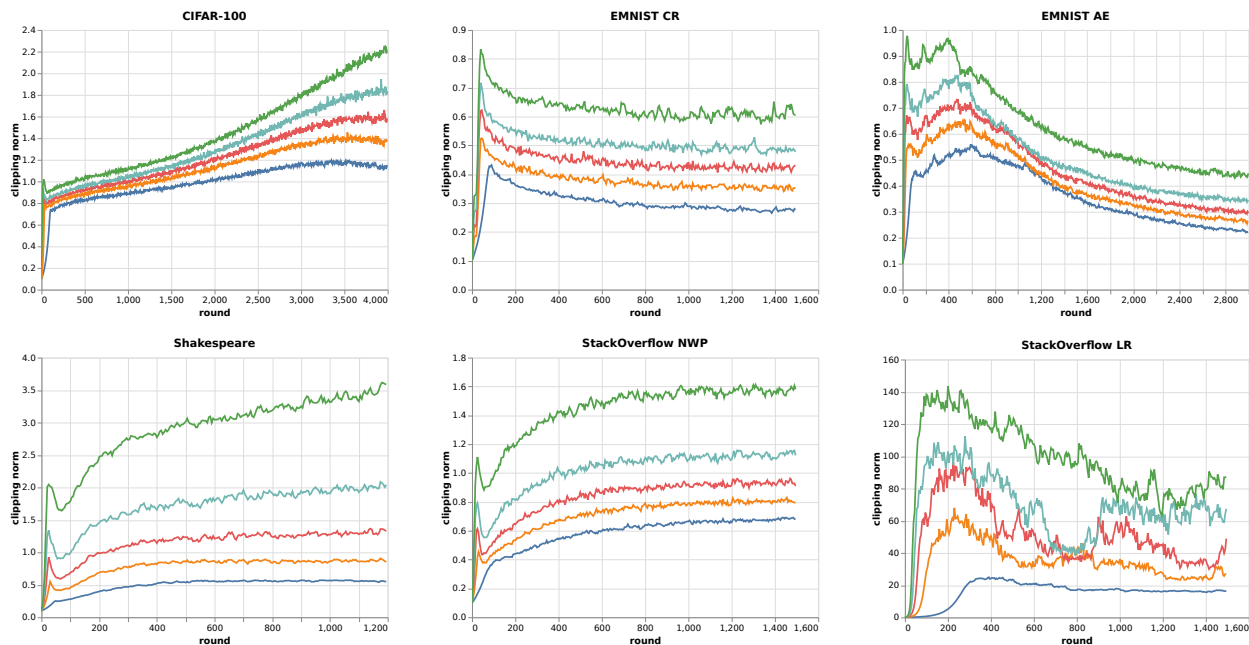 CIFAR-100
2.4
2.2
2.0
1.8
1.6
1.4
1.2
1.0
0.8
0.6
0.4
0.2
0.0
clipping norm
0 500 1,000 1,500 2,000 2,500 3,000 3,500 4,000
round
EMNIST CR
0.9
0.8
0.7
0.6
0.5
0.4
0.3
0.2
0.1
0.0
clipping norm
0 200 400 600 800 1,000 1,200 1,400 1,600
round
EMNIST AE
1.0
0.9
0.8
0.7
0.6
0.5
0.4
0.3
0.2
0.1
0.0
clipping norm
0 400 800 1,200 1,600 2,000 2,400 2,800
round
Shakespeare
4.0
3.5
3.0
2.5
2.0
1.5
1.0
0.5
0.0
clipping norm
0 200 400 600 800 1,000 1,200
round
StackOverflow NWP
1.8
1.6
1.4
1.2
1.0
0.8
0.6
0.4
0.2
0.0
clipping norm
0 200 400 600 800 1,000 1,200 1,400 1,600
round
StackOverflow LR
160
140
120
100
80
60
40
20
0
clipping norm
0 200 400 600 800 1,000 1,200 1,400 1,600
round